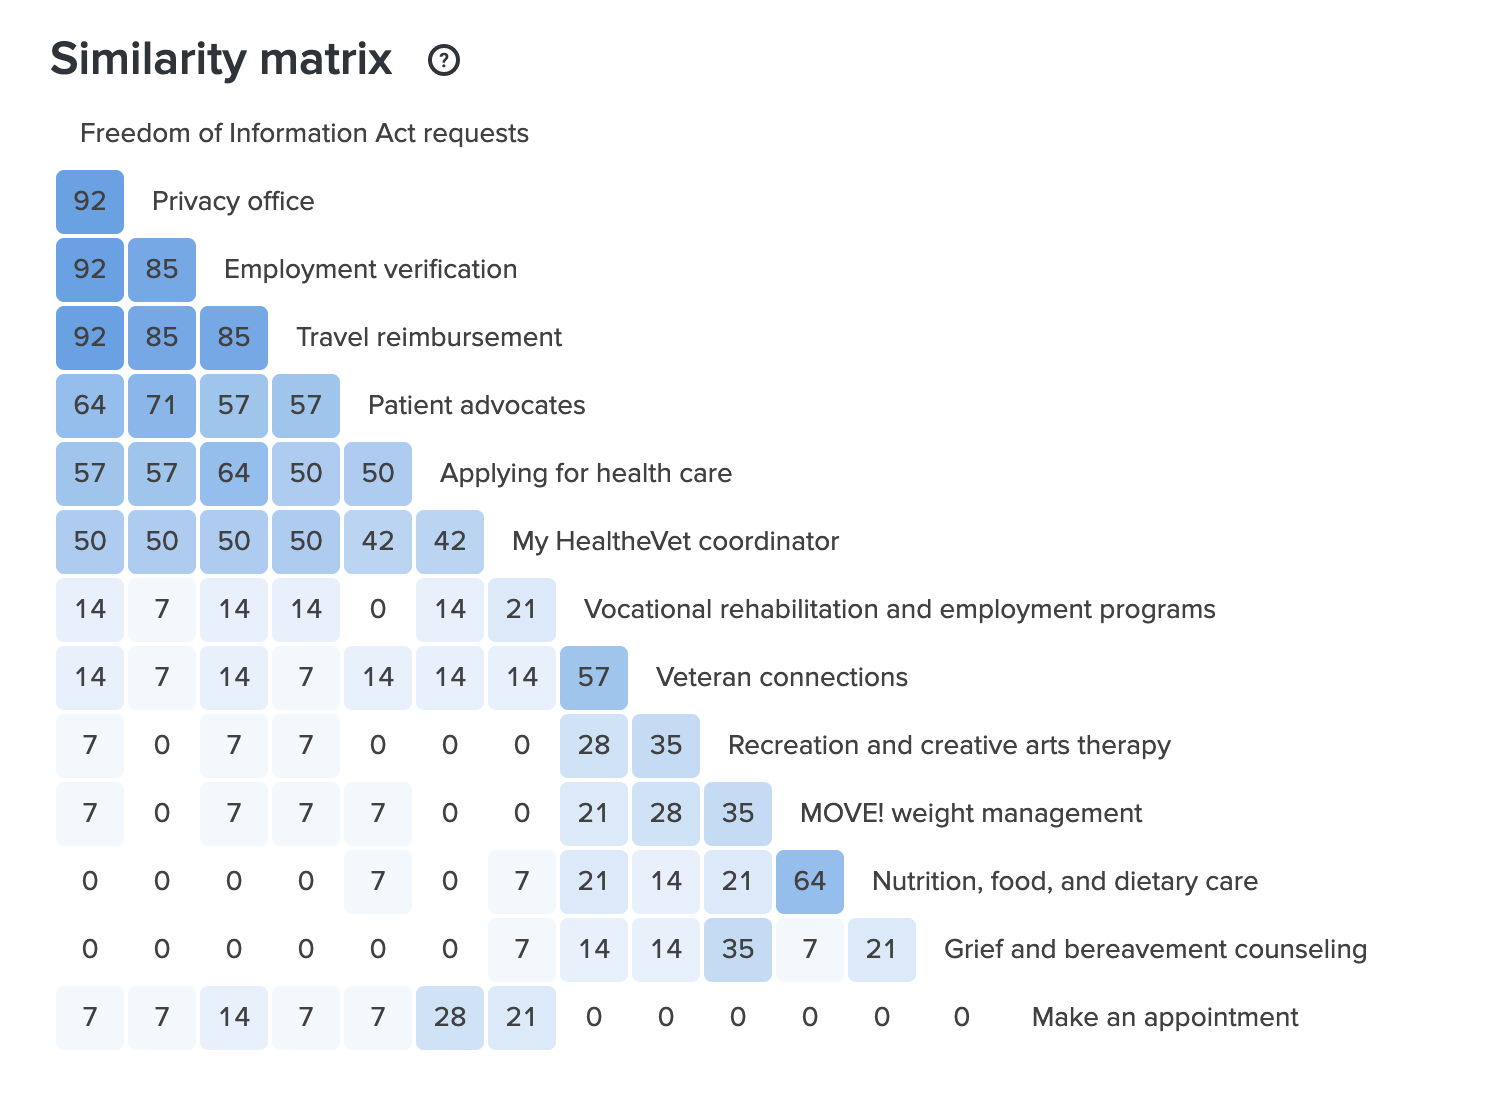 Similarity matrix ?
Freedom of Information Act requests
92 Privacy office
92 85 Employment verification
92 85 85 Travel reimbursement
64 71 57 57 Patient advocates
57 57 64 50 50 Applying for health care
50 50 50 50 42 42 My HealtheVet coordinator
14 7 14 14 0 14 21 Vocational rehabilitation and employment programs
14 7 14 7 14 14 14 57 Veteran connections
7 0 7 7 0 0 0 28 35 Recreation and creative arts therapy
7 0 7 7 7 0 0 21 28 35 MOVE! weight management
0 0 0 0 7 0 7 21 14 21 64 Nutrition, food, and dietary care
0 0 0 0 0 0 7 14 14 35 7 21 Grief and bereavement counseling
7 7 14 7 7 28 21 0 0 0 0 0 0 Make an appointment